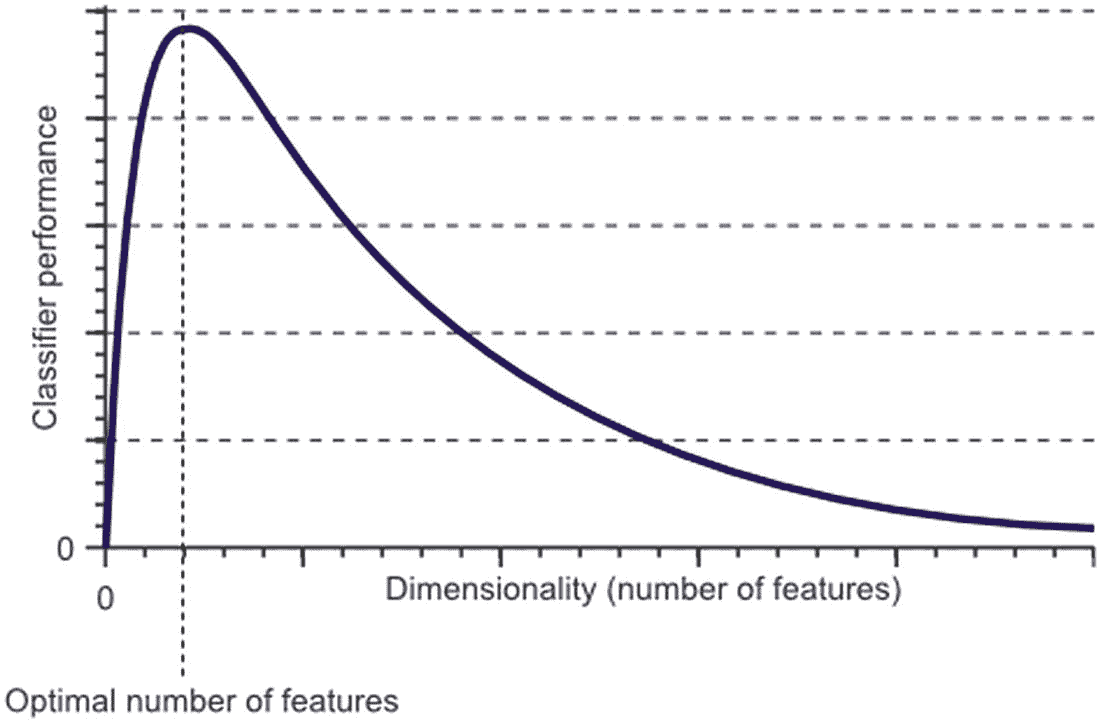 Classifier performance
0
0
Dimensionality (number of features)
Optimal number of features